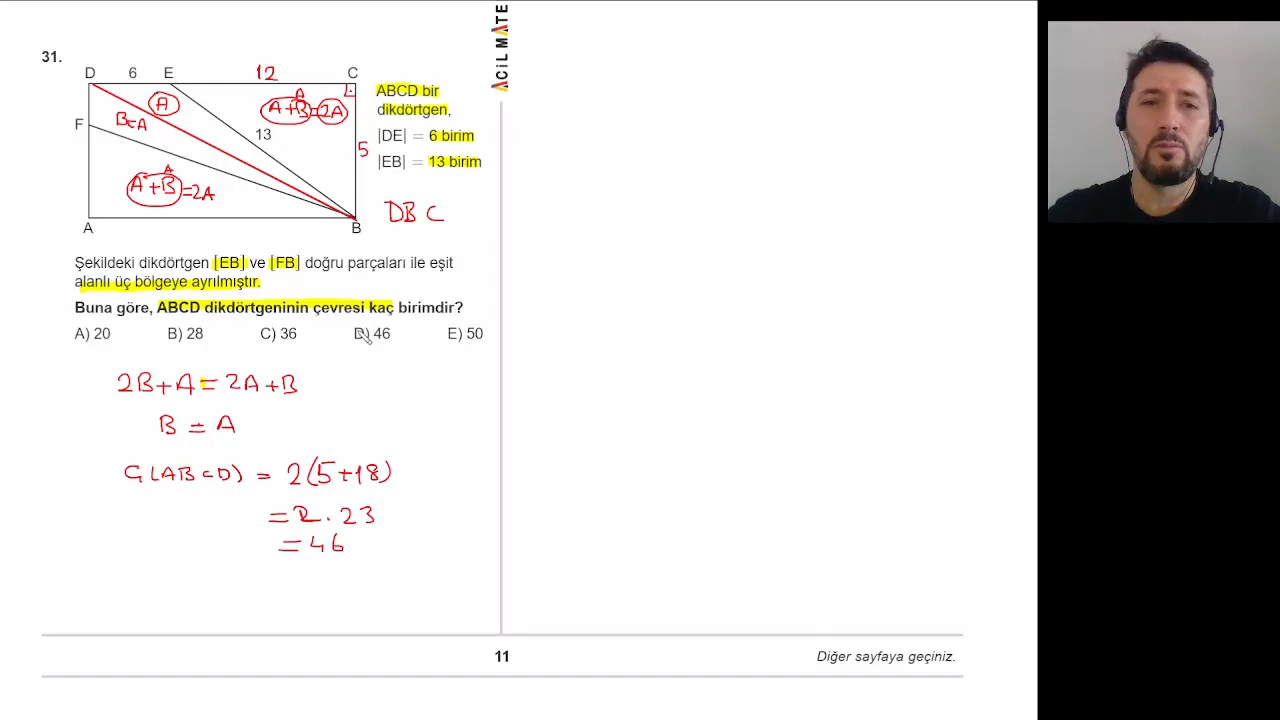 31.
D 6 E 12 C
A
A+B=2A
A
B=A
F
13
5
A
A+B=2A
A B
ABCD bir
dikdörtgen,
|DE| = 6 birim
|EB| = 13 birim
DBC
Şekildeki dikdörtgen [EB] ve [FB] doğru parçaları ile eşit
alanlı üç bölgeye ayrılmıştır.
Buna göre, ABCD dikdörtgeninin çevresi kaç birimdir?
A) 20 B) 28 C) 36 D) 46 E) 50
2B+A=2A+B
B=A
Ç(ABCD) = 2(5+18)
=2.23
=46
ACİL MATE
11
Diğer sayfaya geçiniz.